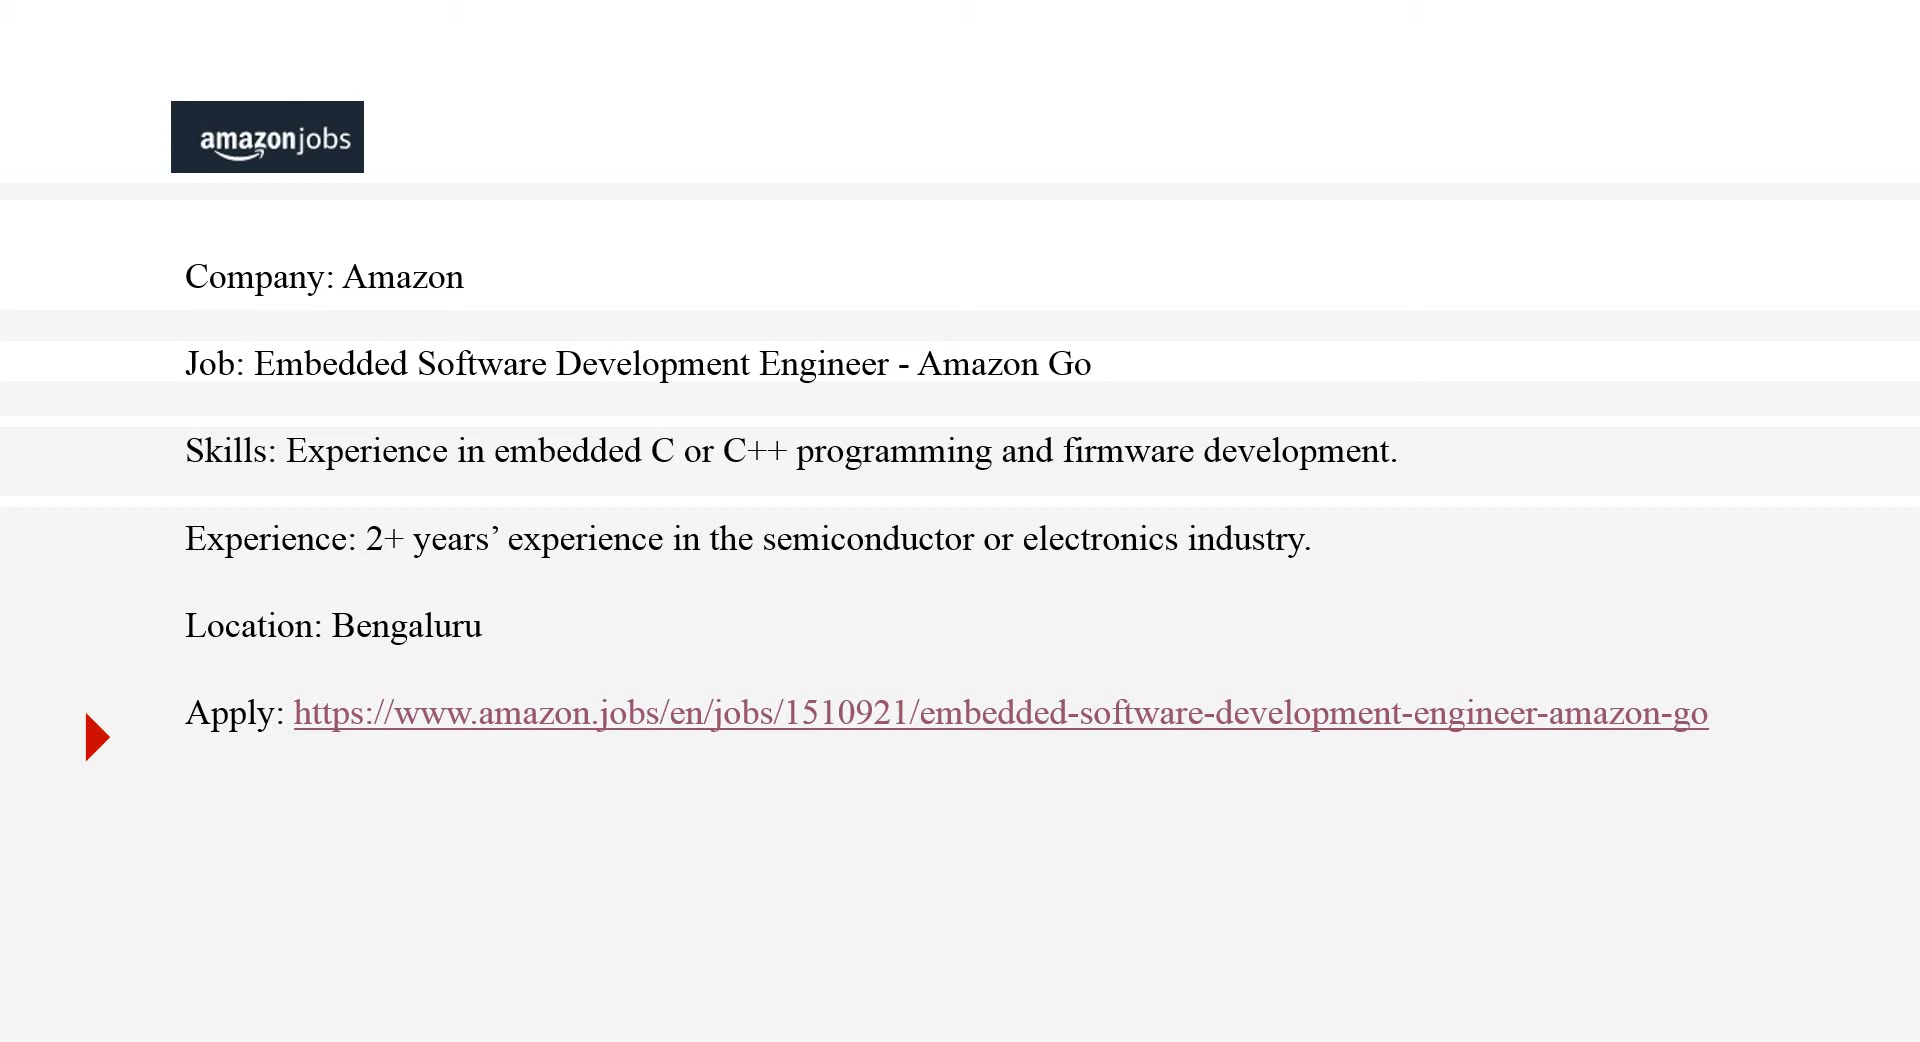 amazonjobs
Company: Amazon
Job: Embedded Software Development Engineer - Amazon Go
Skills: Experience in embedded C or C++ programming and firmware development.
Experience: 2+ years’ experience in the semiconductor or electronics industry.
Location: Bengaluru
Apply: https://www.amazon.jobs/en/jobs/1510921/embedded-software-development-engineer-amazon-go